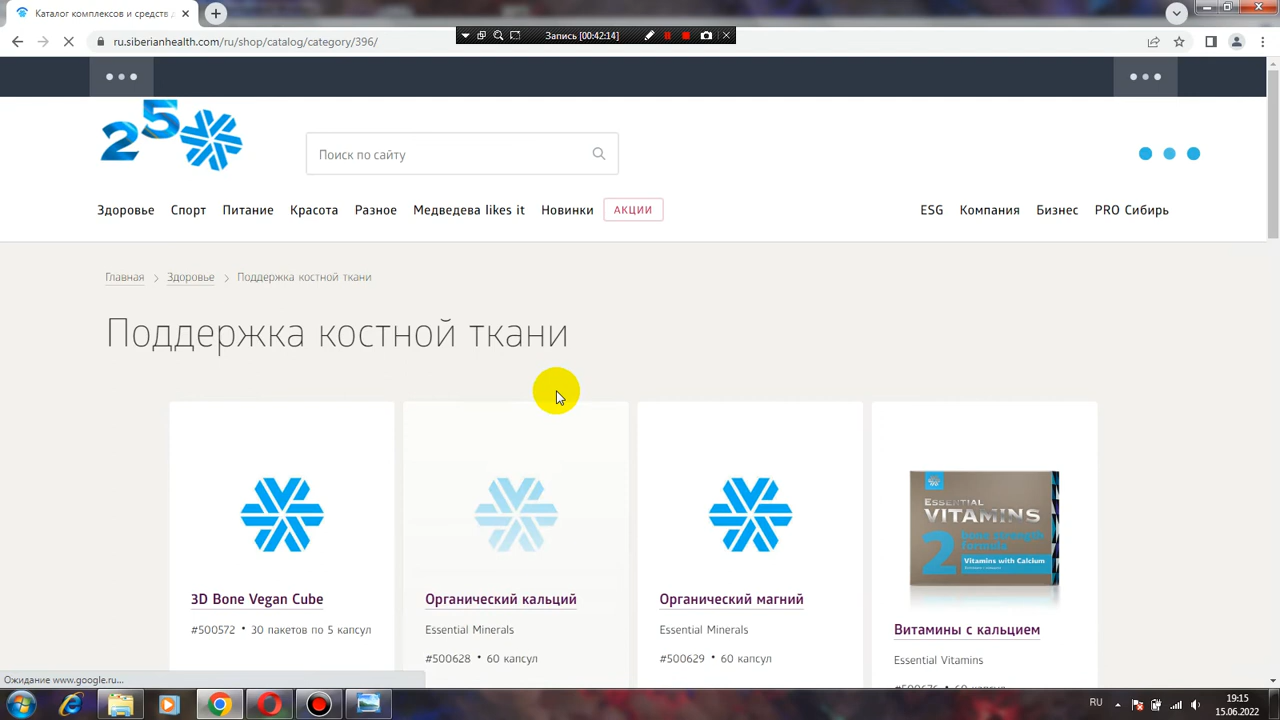 Каталог комплексов и средств д
ru.siberianhealth.com/ru/shop/catalog/category/396/
Запись [00:42:14]
25
Поиск по сайту
Здоровье Спорт Питание Красота Разное Медведева likes it Новинки АКЦИИ ESG Компания Бизнес PRO Сибирь
Главная Здоровье Поддержка костной ткани
Поддержка костной ткани
ESSENTIAL
VITAMINS
2 bone strength
formula
Vitamins with Calcium
3D Bone Vegan Cube
#500572 • 30 пакетов по 5 капсул
Органический кальций
Essential Minerals
#500628 • 60 капсул
Органический магний
Essential Minerals
#500629 • 60 капсул
Витамины с кальцием
Essential Vitamins
Ожидание www.google.ru...
RU
19:15
15.06.2022